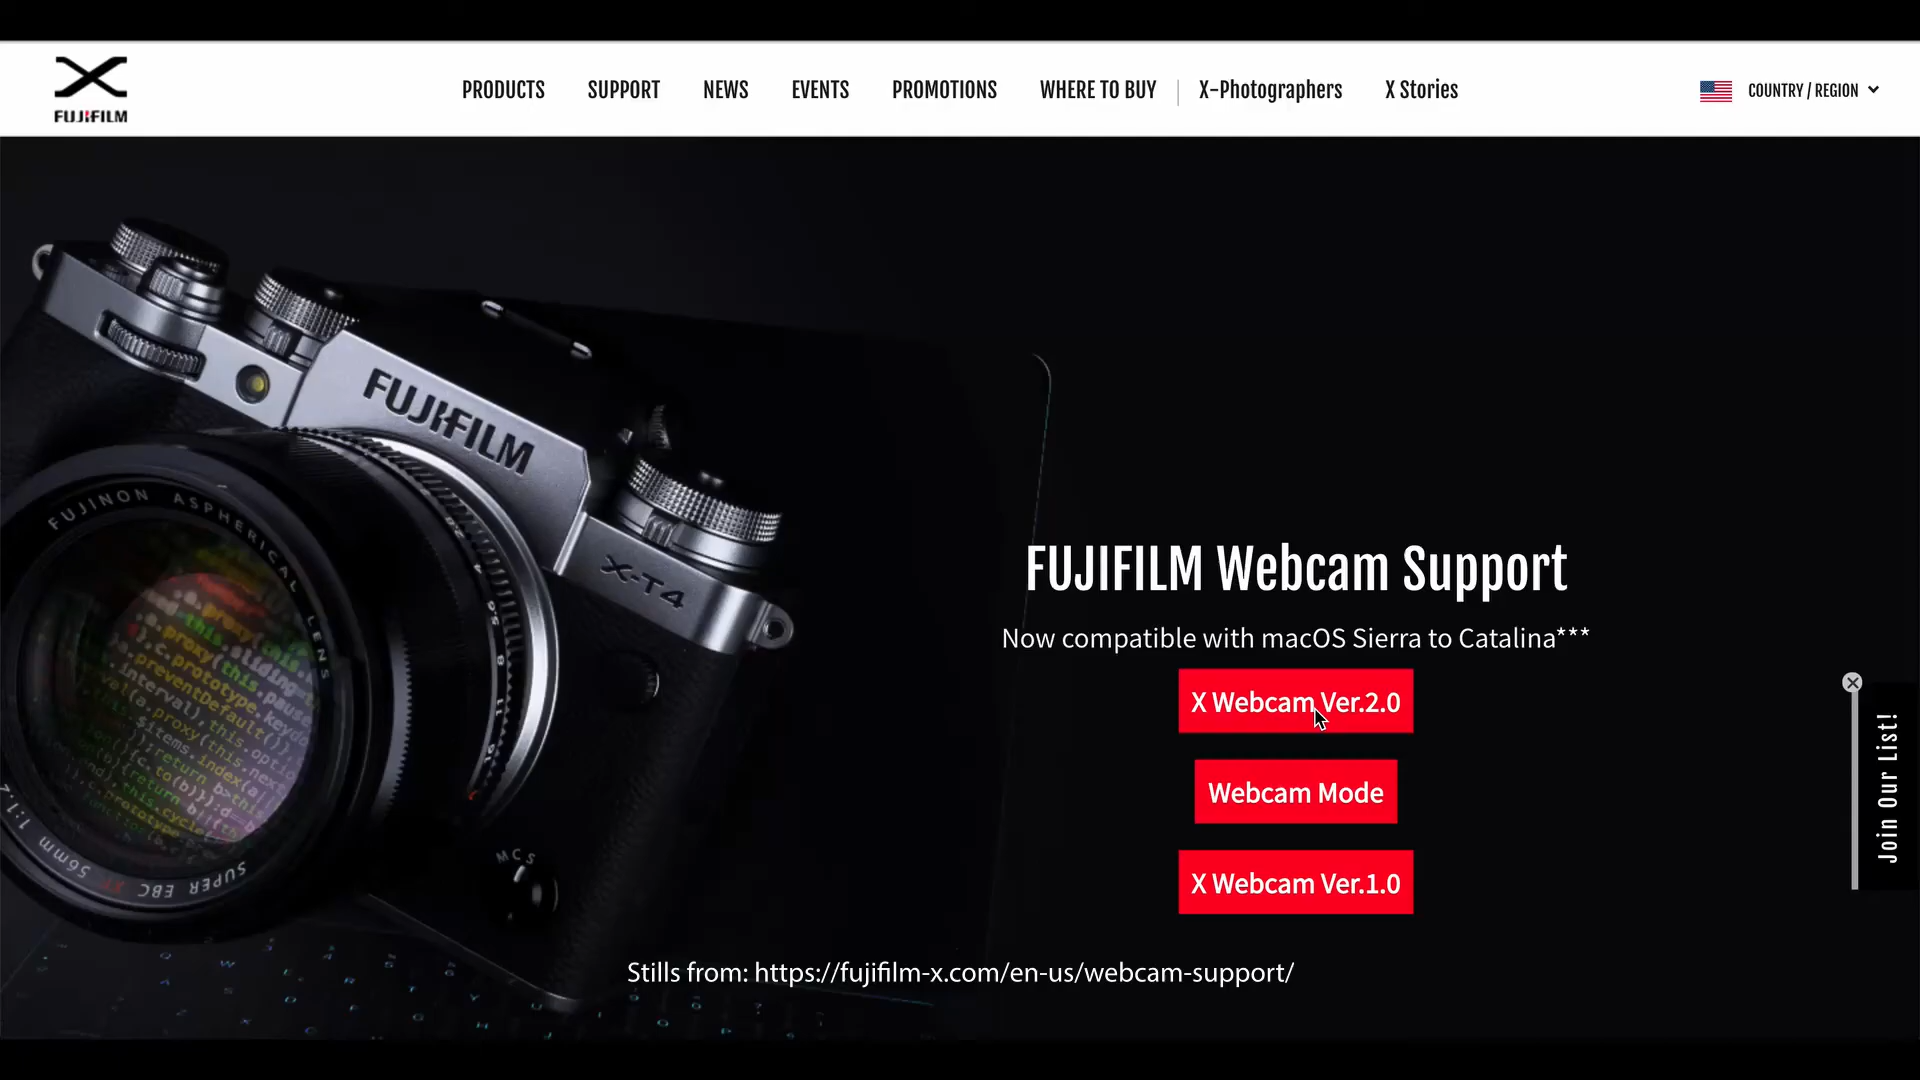 FUJIFILM
PRODUCTS
SUPPORT
NEWS
EVENTS
PROMOTIONS
WHERE TO BUY
X-Photographers
X Stories
COUNTRY / REGION
FUJIFILM
X-T4
FUJINON ASPHERICAL LENS
SUPER EBC XF 56mm 1:1.2
M C S
FUJIFILM Webcam Support
Now compatible with macOS Sierra to Catalina***
X Webcam Ver.2.0
Webcam Mode
X Webcam Ver.1.0
Join Our List!
Stills from: https://fujifilm-x.com/en-us/webcam-support/